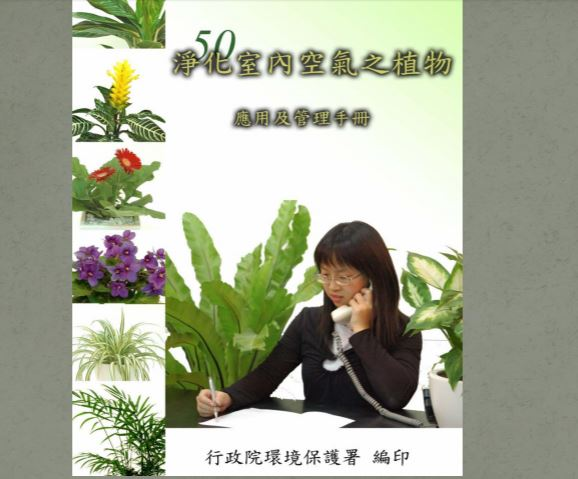 50
淨化室內空氣之植物
應用及管理手冊
行政院環境保護署 編印